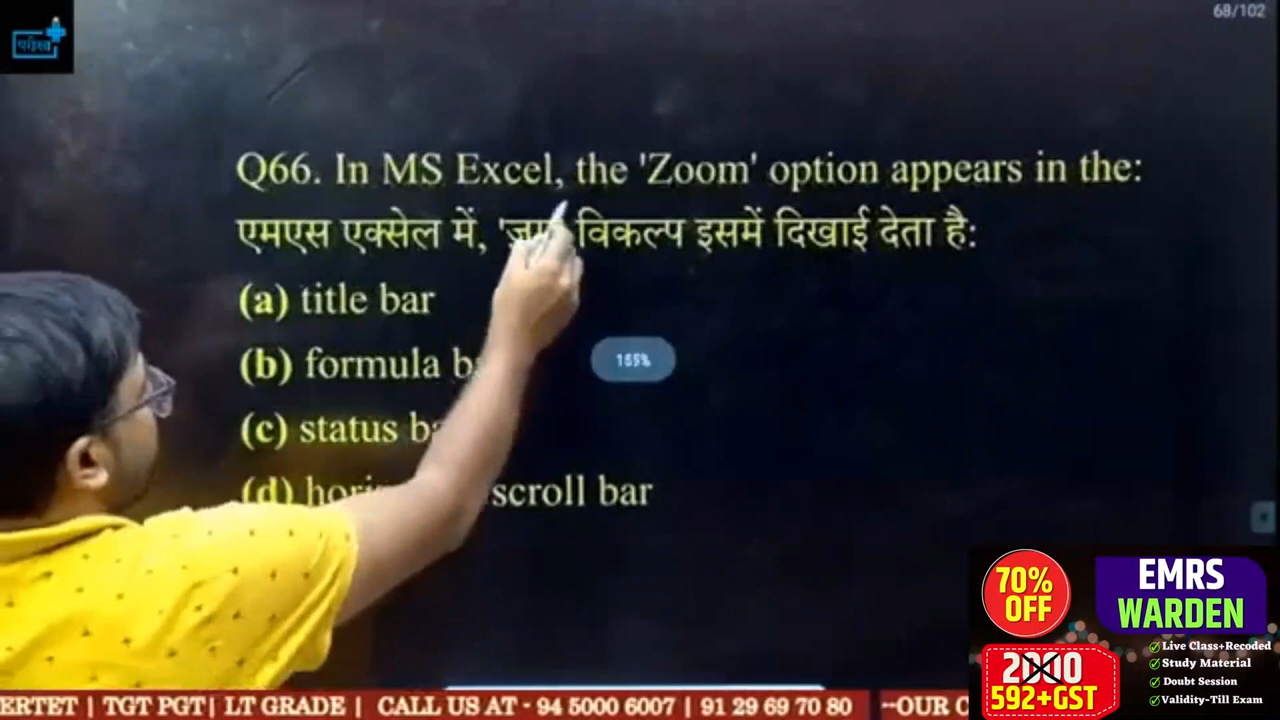 68/102
Q66. In MS Excel, the 'Zoom' option appears in the:
एमएस एक्सेल में, विकल्प इसमें दिखाई देता है:
(a) title bar
(b) formula
155%
(c) status
(d) scroll bar
70%
OFF
EMRS
WARDEN
2000
592+GST
Live Class+Recoded
Study Material
Doubt Session
Validity-Till Exam
ERTET | TGT PGT| LT GRADE | CALL US AT - 94 5000 6007 | 91 29 69 70 80 --OUR